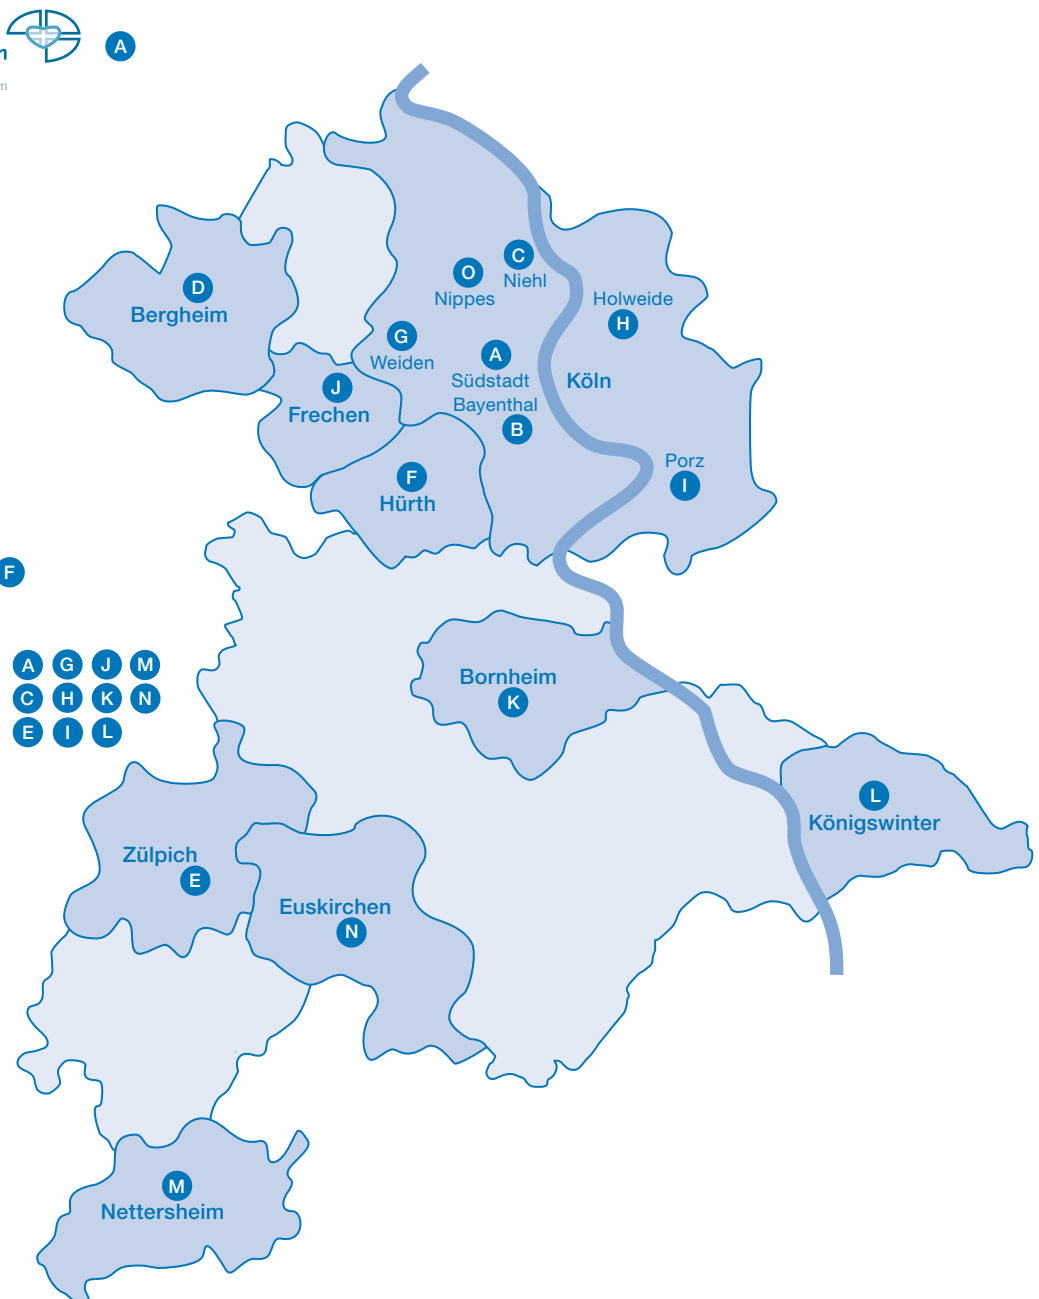 n
A
n
D
Bergheim
C
Niehl
O
Nippes
Holweide
H
G
Weiden
A
Südstadt
Bayenthal
B
Köln
J
Frechen
F
Hürth
Porz
I
F
A G J M
C H K N
E I L
Bornheim
K
L
Königswinter
Zülpich
E
Euskirchen
N
M
Nettersheim